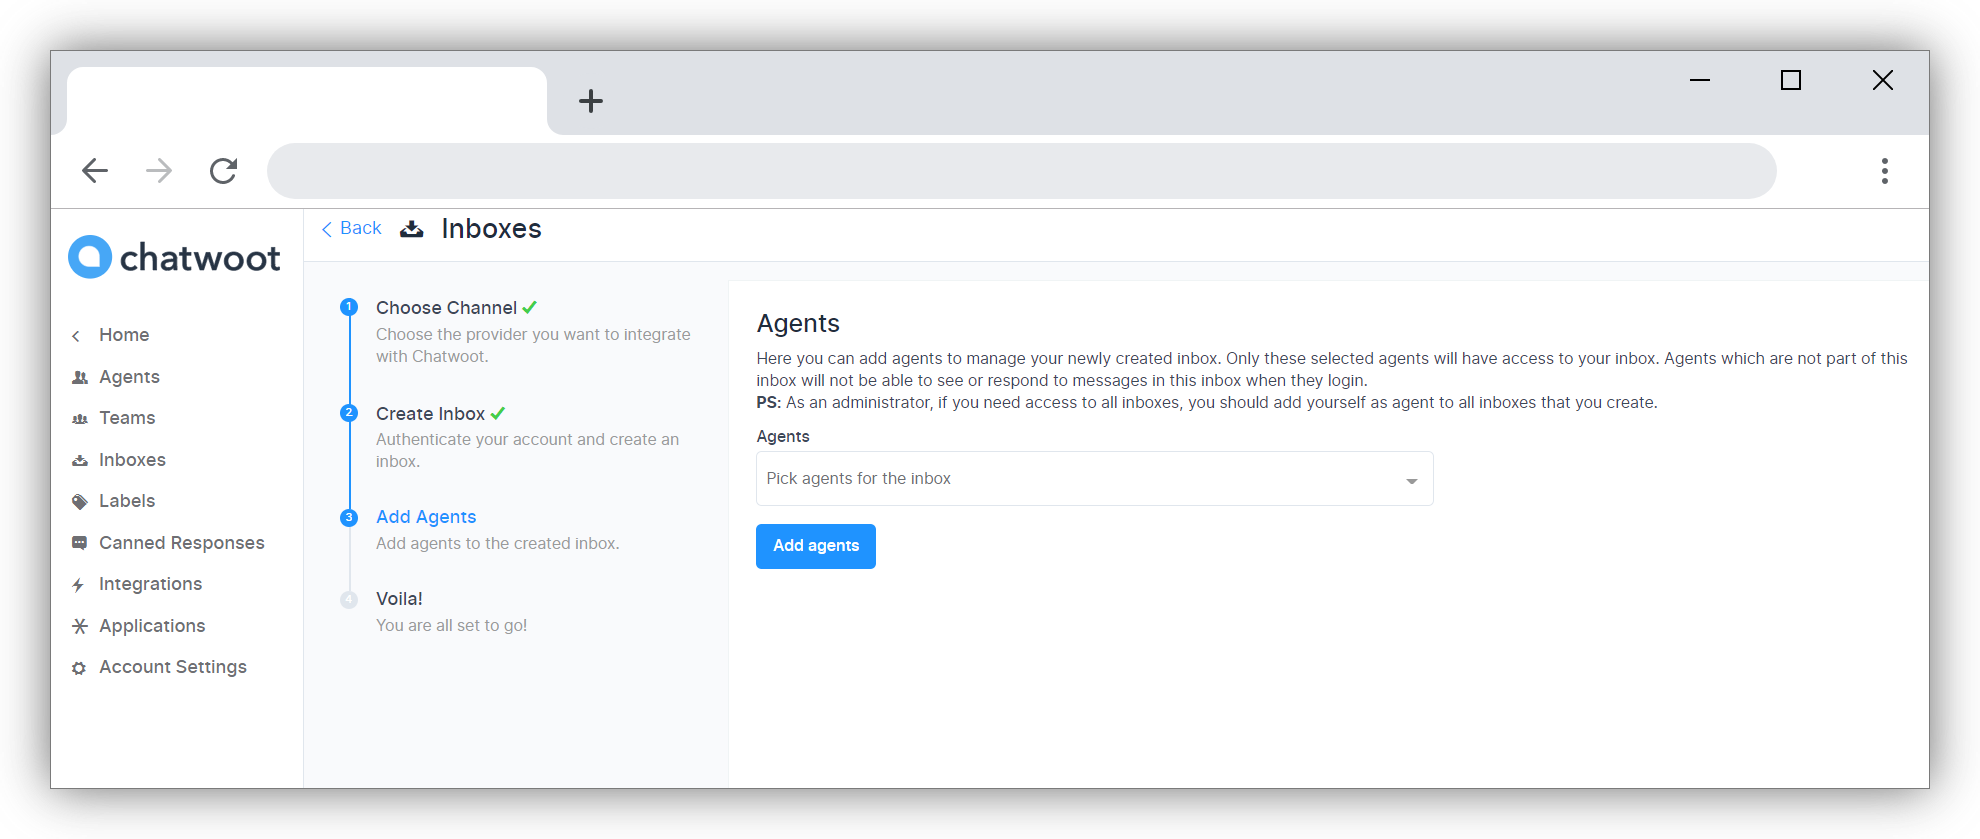 chatwoot
Home
Agents
Teams
Inboxes
Labels
Canned Responses
Integrations
Applications
Account Settings
Back Inboxes
1 Choose Channel
Choose the provider you want to integrate
with Chatwoot.
2 Create Inbox
Authenticate your account and create an
inbox.
3 Add Agents
Add agents to the created inbox.
4 Voila!
You are all set to go!
Agents
Here you can add agents to manage your newly created inbox. Only these selected agents will have access to your inbox. Agents which are not part of this
inbox will not be able to see or respond to messages in this inbox when they login.
PS: As an administrator, if you need access to all inboxes, you should add yourself as agent to all inboxes that you create.
Agents
Pick agents for the inbox
Add agents